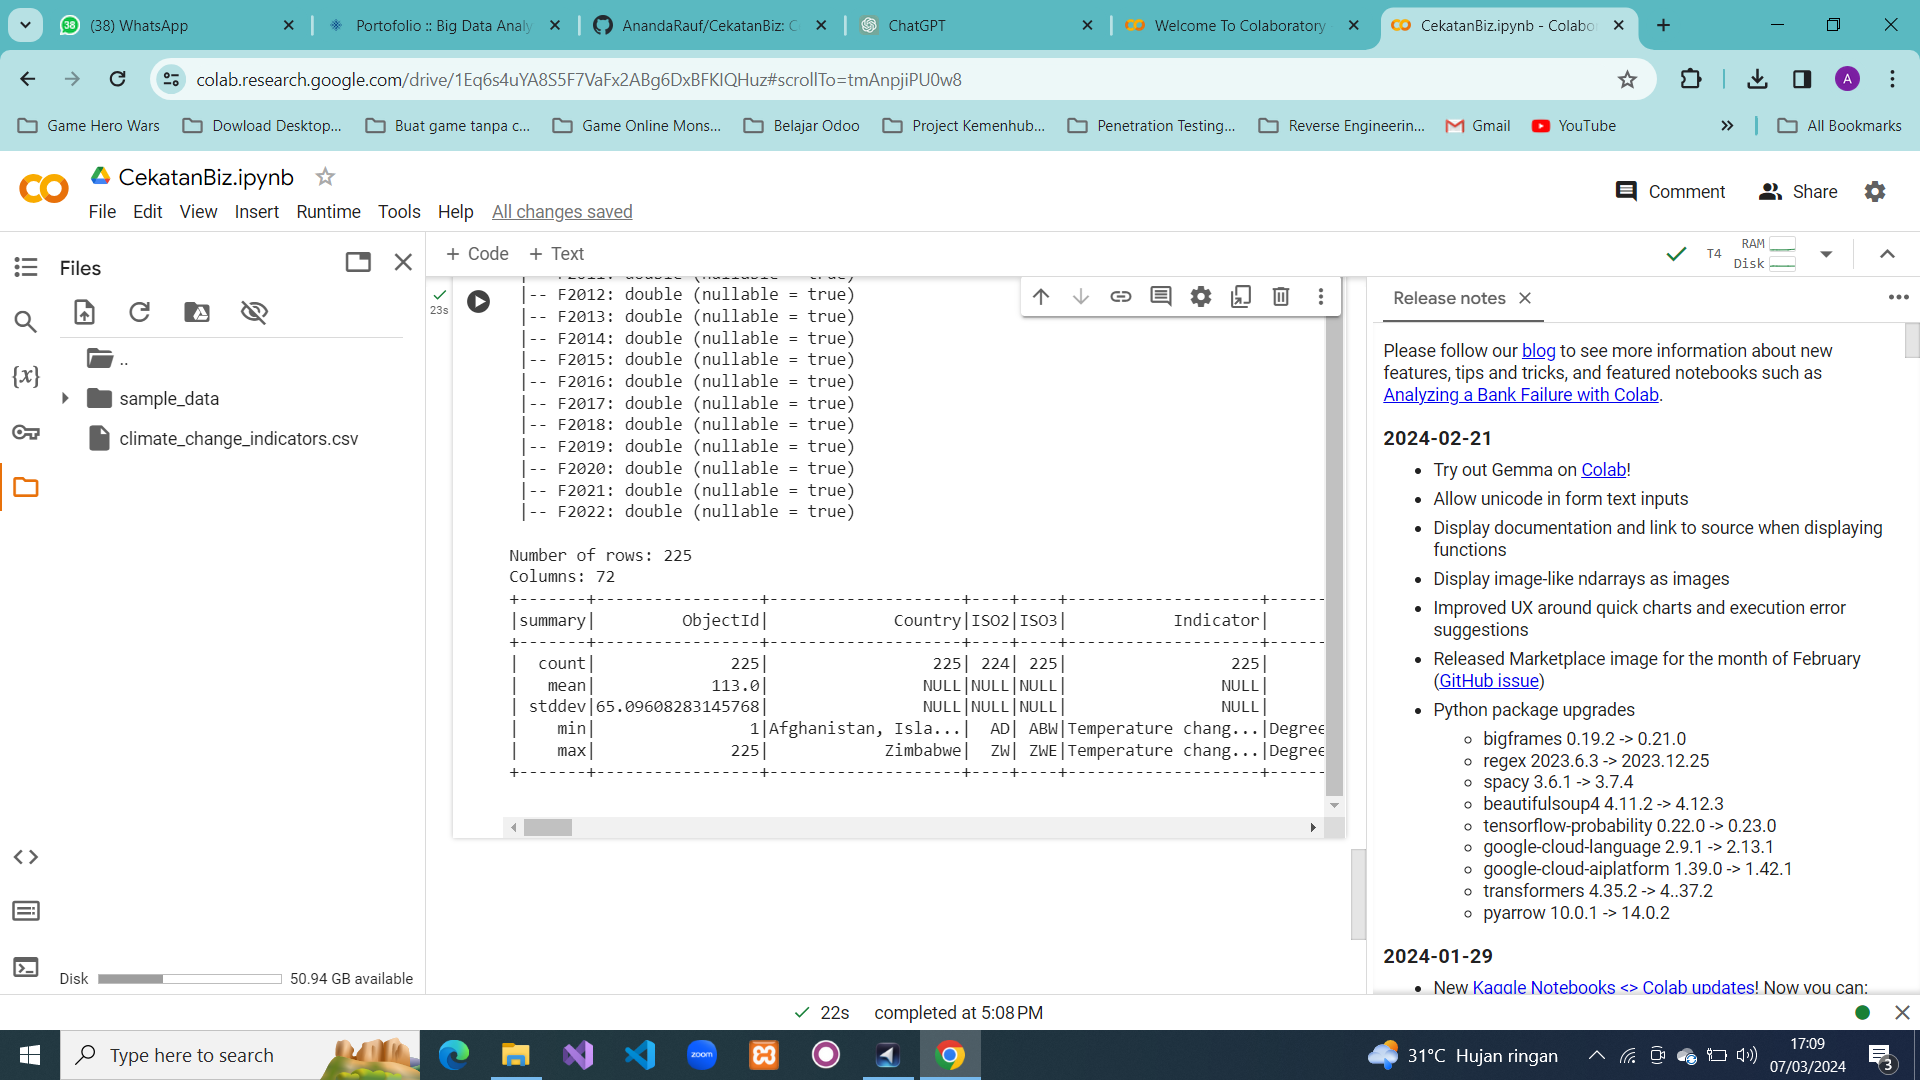 (38) WhatsApp
Portofolio :: Big Data Analy
AnandaRauf/CekatanBiz: C
ChatGPT
Welcome To Colaboratory
CekatanBiz.ipynb - Colabo
colab.research.google.com/drive/1Eq6s4uYA8S5F7VaFx2ABg6DxBFKIQHuz#scrollTo=tmAnpjiPU0w8
A
Game Hero Wars
Dowload Desktop...
Buat game tanpa c...
Game Online Mons...
Belajar Odoo
Project Kemenhub...
Penetration Testing...
Reverse Engineerin...
Gmail
YouTube
All Bookmarks
CekatanBiz.ipynb
Comment
Share
File Edit View Insert Runtime Tools Help All changes saved
Files
+ Code + Text
T4
RAM
Disk
..
sample_data
climate_change_indicators.csv
Disk
50.94 GB available
23s
|-- F2011: double (nullable = true)
|-- F2012: double (nullable = true)
|-- F2013: double (nullable = true)
|-- F2014: double (nullable = true)
|-- F2015: double (nullable = true)
|-- F2016: double (nullable = true)
|-- F2017: double (nullable = true)
|-- F2018: double (nullable = true)
|-- F2019: double (nullable = true)
|-- F2020: double (nullable = true)
|-- F2021: double (nullable = true)
|-- F2022: double (nullable = true)
Number of rows: 225
Columns: 72
+-------+-----------------+--------------------+----+----+--------------------+------
|summary|         ObjectId|             Country|ISO2|ISO3|           Indicator|
+-------+-----------------+--------------------+----+----+--------------------+------
|  count|              225|                 225| 224| 225|                 225|
|   mean|            113.0|                NULL|NULL|NULL|                NULL|
| stddev|65.09608283145768|                NULL|NULL|NULL|                NULL|
|    min|                1|Afghanistan, Isla...|  AD| ABW|Temperature chang...|Degree
|    max|              225|            Zimbabwe|  ZW| ZWE|Temperature chang...|Degree
+-------+-----------------+--------------------+----+----+--------------------+------
Release notes
Please follow our blog to see more information about new
features, tips and tricks, and featured notebooks such as
Analyzing a Bank Failure with Colab.
2024-02-21
Try out Gemma on Colab!
Allow unicode in form text inputs
Display documentation and link to source when displaying
functions
Display image-like ndarrays as images
Improved UX around quick charts and execution error
suggestions
Released Marketplace image for the month of February
(GitHub issue)
Python package upgrades
bigframes 0.19.2 -> 0.21.0
regex 2023.6.3 -> 2023.12.25
spacy 3.6.1 -> 3.7.4
beautifulsoup4 4.11.2 -> 4.12.3
tensorflow-probability 0.22.0 -> 0.23.0
google-cloud-language 2.9.1 -> 2.13.1
google-cloud-aiplatform 1.39.0 -> 1.42.1
transformers 4.35.2 -> 4..37.2
pyarrow 10.0.1 -> 14.0.2
2024-01-29
New Kaggle Notebooks <> Colab updates! Now you can:
22s completed at 5:08 PM
Type here to search
zoom
31°C Hujan ringan
17:09
07/03/2024
3